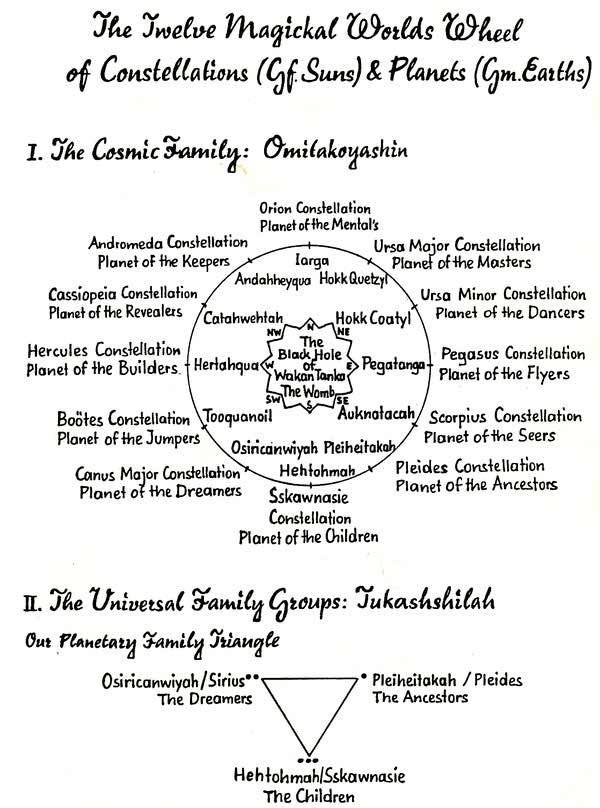 The Twelve Magickal Worlds Wheel
of Constellations (Gf. Suns) & Planets (Gm. Earths)
I. The Cosmic Family: Omitakoyashin
Orion Constellation
Planet of the Mental's
Andromeda Constellation
Planet of the Keepers
Ursa Major Constellation
Planet of the Masters
Iarga
Andahheyqua
Hokk Quetzyl
Cassiopeia Constellation
Planet of the Revealers
Ursa Minor Constellation
Planet of the Dancers
Catahwehtah
Hokk Coatyl
N
NW
NE
Hercules Constellation
Planet of the Builders.
Hertahqua
W
The
Black Hole
of
Wakan Tanka
The Womb
E
Pegatanga
Pegasus Constellation
Planet of the Flyers
SW
SE
S
Boötes Constellation
Planet of the Jumpers
Tooquanoil
Auknatacah
Scorpius Constellation
Planet of the Seers
Osiricanwiyah
Pleiheitakah
Hehtohmah
Canus Major Constellation
Planet of the Dreamers
Pleides Constellation
Planet of the Ancestors
Sskawnasie
Constellation
Planet of the Children
II. The Universal Family Groups: Tukashshilah
Our Planetary Family Triangle
Osiricanwiyah/Sirius
The Dreamers
Pleiheitakah / Pleides
The Ancestors
Hehtohmah/Sskawnasie
The Children